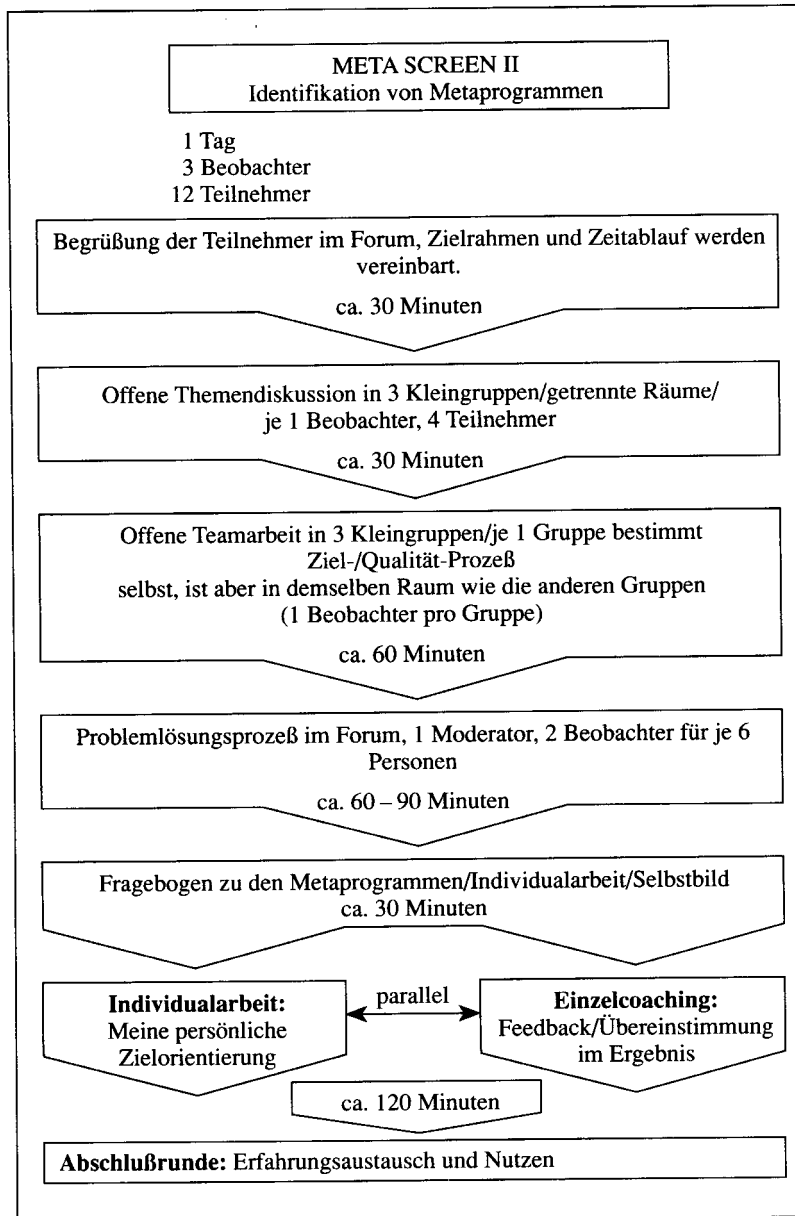 META SCREEN II
Identifikation von Metaprogrammen
1 Tag
3 Beobachter
12 Teilnehmer
Begrüßung der Teilnehmer im Forum, Zielrahmen und Zeitablauf werden
vereinbart.
ca. 30 Minuten
Offene Themendiskussion in 3 Kleingruppen/getrennte Räume/
je 1 Beobachter, 4 Teilnehmer
ca. 30 Minuten
Offene Teamarbeit in 3 Kleingruppen/je 1 Gruppe bestimmt
Ziel-/Qualität-Prozeß
selbst, ist aber in demselben Raum wie die anderen Gruppen
(1 Beobachter pro Gruppe)
ca. 60 Minuten
Problemlösungsprozeß im Forum, 1 Moderator, 2 Beobachter für je 6
Personen
ca. 60 – 90 Minuten
Fragebogen zu den Metaprogrammen/Individualarbeit/Selbstbild
ca. 30 Minuten
Individualarbeit:
Meine persönliche
Zielorientierung
parallel
Einzelcoaching:
Feedback/Übereinstimmung
im Ergebnis
ca. 120 Minuten
Abschlußrunde: Erfahrungsaustausch und Nutzen